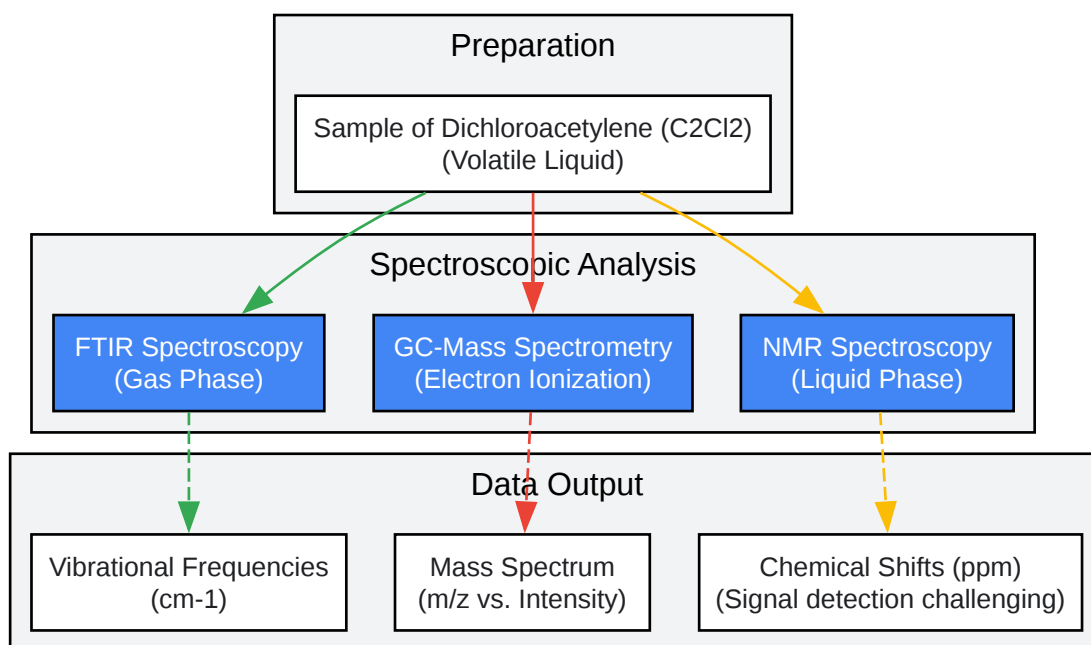 Preparation
Sample of Dichloroacetylene (C2Cl2)
(Volatile Liquid)
Spectroscopic Analysis
FTIR Spectroscopy
(Gas Phase)
GC-Mass Spectrometry
(Electron Ionization)
NMR Spectroscopy
(Liquid Phase)
Data Output
Vibrational Frequencies
(cm-1)
Mass Spectrum
(m/z vs. Intensity)
Chemical Shifts (ppm)
(Signal detection challenging)